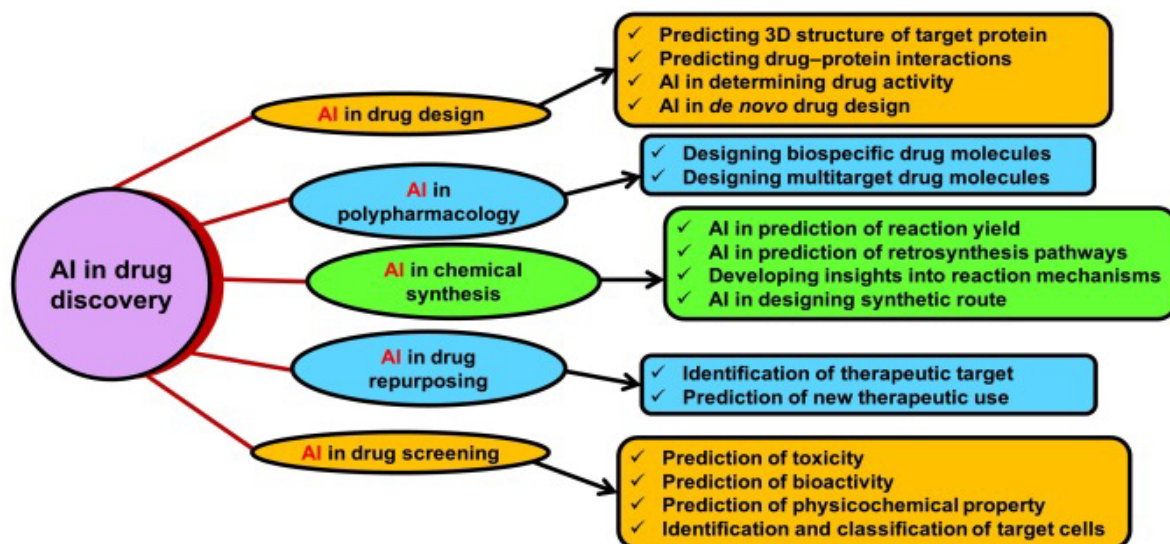 AI in drug
discovery
AI in drug design
✓ Predicting 3D structure of target protein
✓ Predicting drug–protein interactions
✓ AI in determining drug activity
✓ AI in de novo drug design
AI in
polypharmacology
✓ Designing biospecific drug molecules
✓ Designing multitarget drug molecules
AI in chemical
synthesis
✓ AI in prediction of reaction yield
✓ AI in prediction of retrosynthesis pathways
✓ Developing insights into reaction mechanisms
✓ AI in designing synthetic route
AI in drug
repurposing
✓ Identification of therapeutic target
✓ Prediction of new therapeutic use
AI in drug screening
✓ Prediction of toxicity
✓ Prediction of bioactivity
✓ Prediction of physicochemical property
✓ Identification and classification of target cells